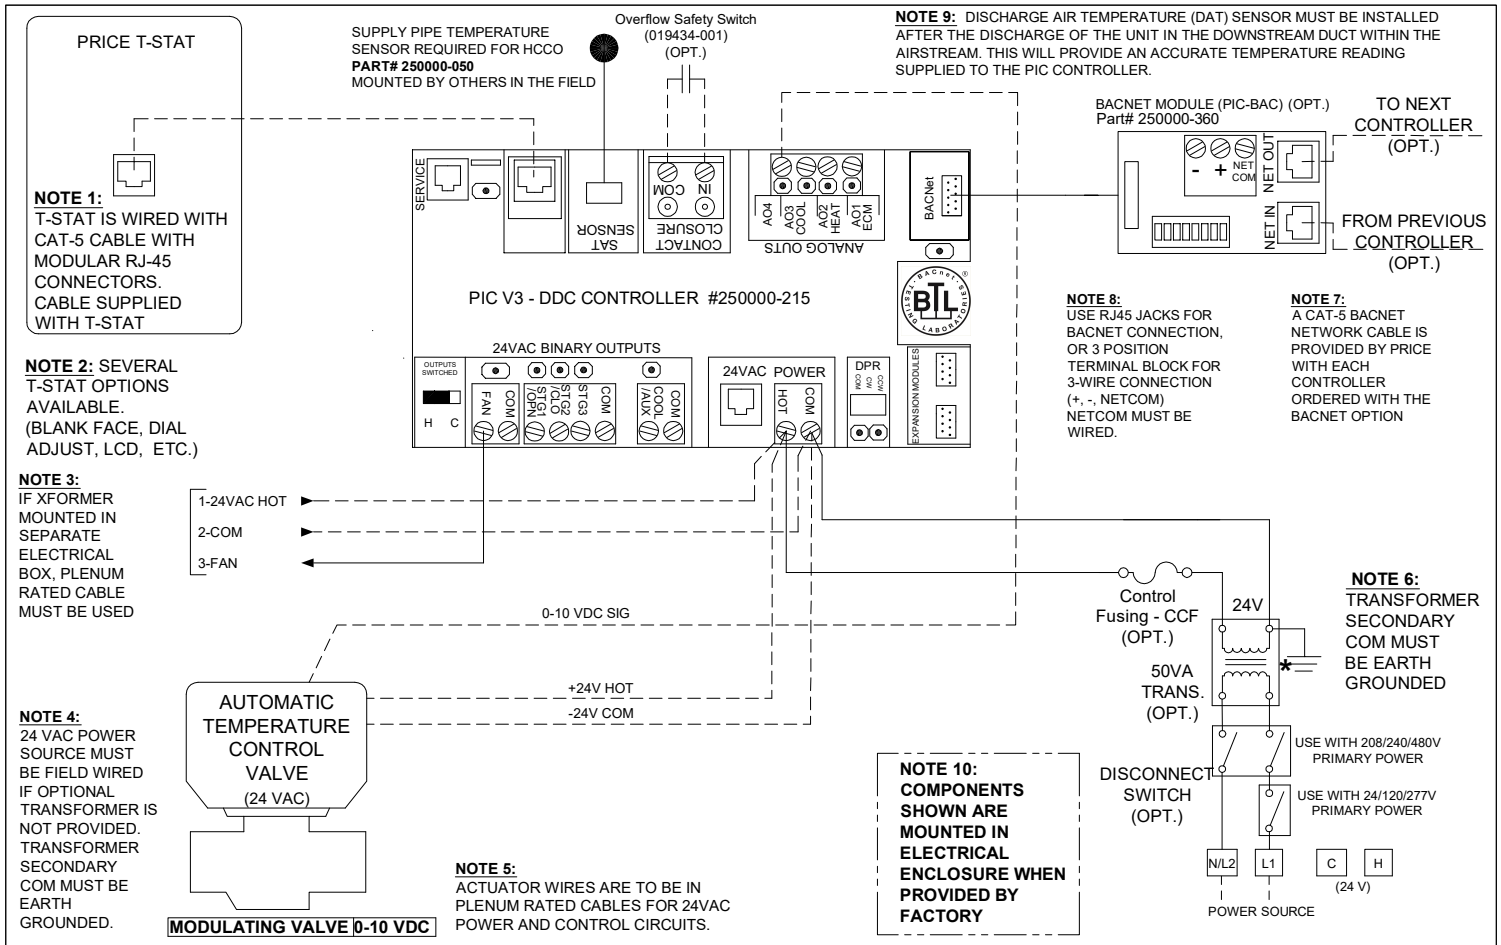 PRICE T-STAT
NOTE 1:
T-STAT IS WIRED WITH
CAT-5 CABLE WITH
MODULAR RJ-45
CONNECTORS.
CABLE SUPPLIED
WITH T-STAT
SUPPLY PIPE TEMPERATURE
SENSOR REQUIRED FOR HCCO
PART# 250000-050
MOUNTED BY OTHERS IN THE FIELD
Overflow Safety Switch
(019434-001)
(OPT.)
NOTE 9: DISCHARGE AIR TEMPERATURE (DAT) SENSOR MUST BE INSTALLED
AFTER THE DISCHARGE OF THE UNIT IN THE DOWNSTREAM DUCT WITHIN THE
AIRSTREAM. THIS WILL PROVIDE AN ACCURATE TEMPERATURE READING
SUPPLIED TO THE PIC CONTROLLER.
BACNET MODULE (PIC-BAC) (OPT.)
Part# 250000-360
- + NET
COM
NET OUT
NET IN
TO NEXT
CONTROLLER
(OPT.)
FROM PREVIOUS
CONTROLLER
(OPT.)
SERVICE
SAT
SENSOR
COM
IN
CONTACT
CLOSURE
AO4
AO3
COOL
AO2
HEAT
AO1
ECM
ANALOG OUTS
BACNet
PIC V3 - DDC CONTROLLER #250000-215
BACnet
BTL
®
TESTING LABORATORIES
24VAC BINARY OUTPUTS
OUTPUTS
SWITCHED
H C
FAN
COM
STG1
/OPN
STG2
/CLO
STG3
COM
COOL
/AUX
COM
24VAC POWER
HOT
COM
DPR
COM
CW
CCW
EXPANSION MODULES
NOTE 8:
USE RJ45 JACKS FOR
BACNET CONNECTION,
OR 3 POSITION
TERMINAL BLOCK FOR
3-WIRE CONNECTION
(+, -, NETCOM)
NETCOM MUST BE
WIRED.
NOTE 7:
A CAT-5 BACNET
NETWORK CABLE IS
PROVIDED BY PRICE
WITH EACH
CONTROLLER
ORDERED WITH THE
BACNET OPTION
NOTE 2: SEVERAL
T-STAT OPTIONS
AVAILABLE.
(BLANK FACE, DIAL
ADJUST, LCD, ETC.)
NOTE 3:
IF XFORMER
MOUNTED IN
SEPARATE
ELECTRICAL
BOX, PLENUM
RATED CABLE
MUST BE USED
1-24VAC HOT
2-COM
3-FAN
0-10 VDC SIG
+24V HOT
-24V COM
Control
Fusing - CCF
(OPT.)
24V
*
50VA
TRANS.
(OPT.)
NOTE 6:
TRANSFORMER
SECONDARY
COM MUST
BE EARTH
GROUNDED
NOTE 4:
24 VAC POWER
SOURCE MUST
BE FIELD WIRED
IF OPTIONAL
TRANSFORMER IS
NOT PROVIDED.
TRANSFORMER
SECONDARY
COM MUST BE
EARTH
GROUNDED.
AUTOMATIC
TEMPERATURE
CONTROL
VALVE
(24 VAC)
MODULATING VALVE 0-10 VDC
NOTE 5:
ACTUATOR WIRES ARE TO BE IN
PLENUM RATED CABLES FOR 24VAC
POWER AND CONTROL CIRCUITS.
NOTE 10:
COMPONENTS
SHOWN ARE
MOUNTED IN
ELECTRICAL
ENCLOSURE WHEN
PROVIDED BY
FACTORY
DISCONNECT
SWITCH
(OPT.)
USE WITH 208/240/480V
PRIMARY POWER
USE WITH 24/120/277V
PRIMARY POWER
N/L2 L1 C H
(24 V)
POWER SOURCE